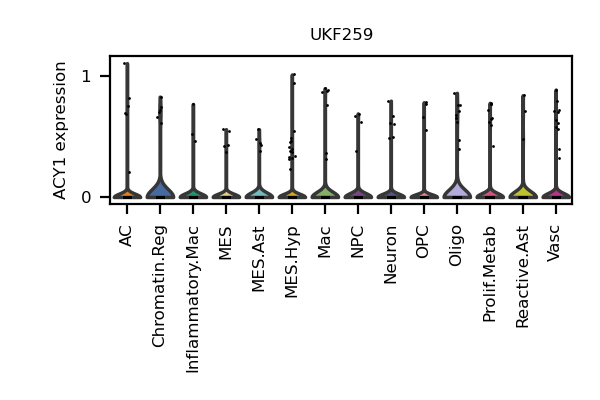 UKF259
ACY1 expression
1
0
AC
Chromatin.Reg
Inflammatory.Mac
MES
MES.Ast
MES.Hyp
Mac
NPC
Neuron
OPC
Oligo
Prolif.Metab
Reactive.Ast
Vasc